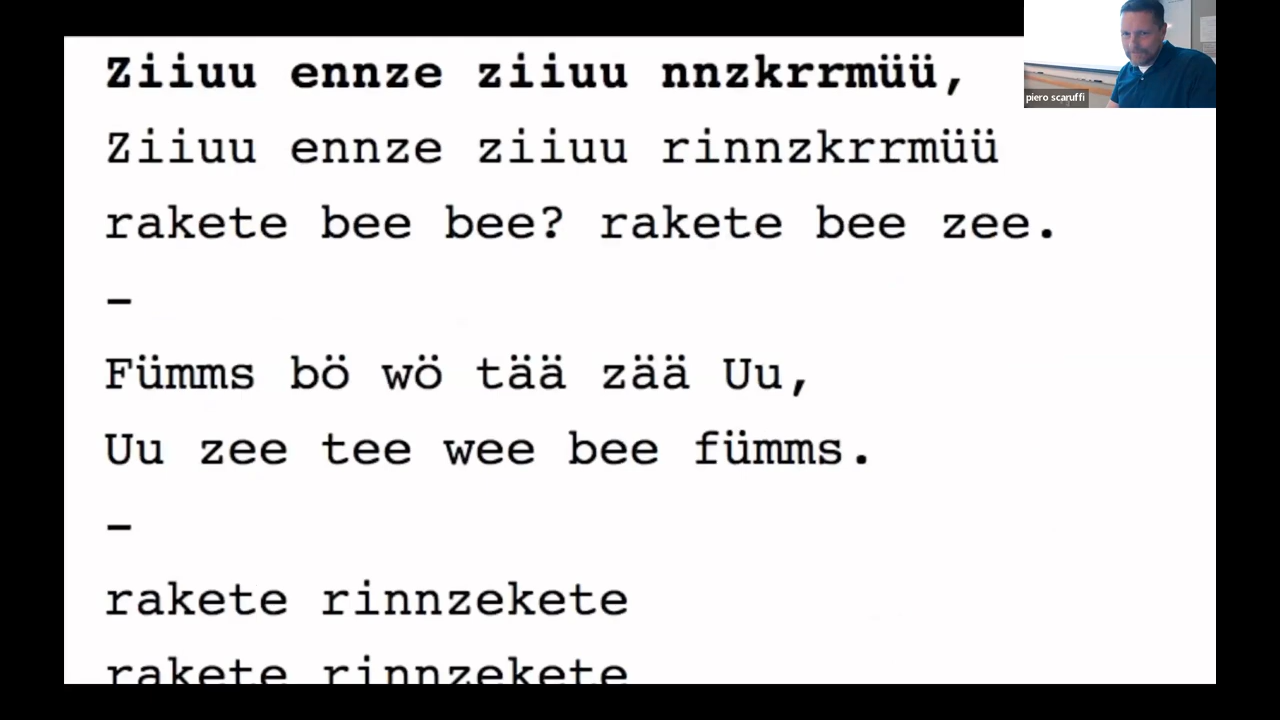 Ziiuu ennze ziiuu nnzkrrmüü,
piero scaruffi
Ziiuu ennze ziiuu rinnzkrrmüü
rakete bee bee? rakete bee zee.
–
Fümms bö wö tää zää Uu,
Uu zee tee wee bee fümms.
–
rakete rinnzekete
rakete rinnzekete